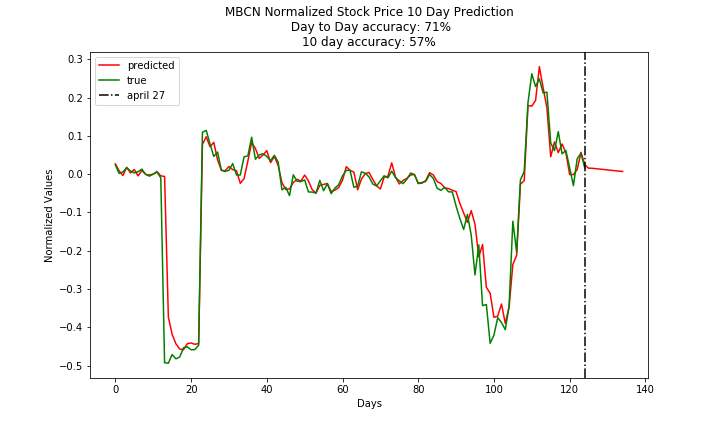 MBCN Normalized Stock Price 10 Day Prediction
Day to Day accuracy: 71%
10 day accuracy: 57%
predicted
true
april 27
Normalized Values
0.3
0.2
0.1
0.0
−0.1
−0.2
−0.3
−0.4
−0.5
0 20 40 60 80 100 120 140
Days